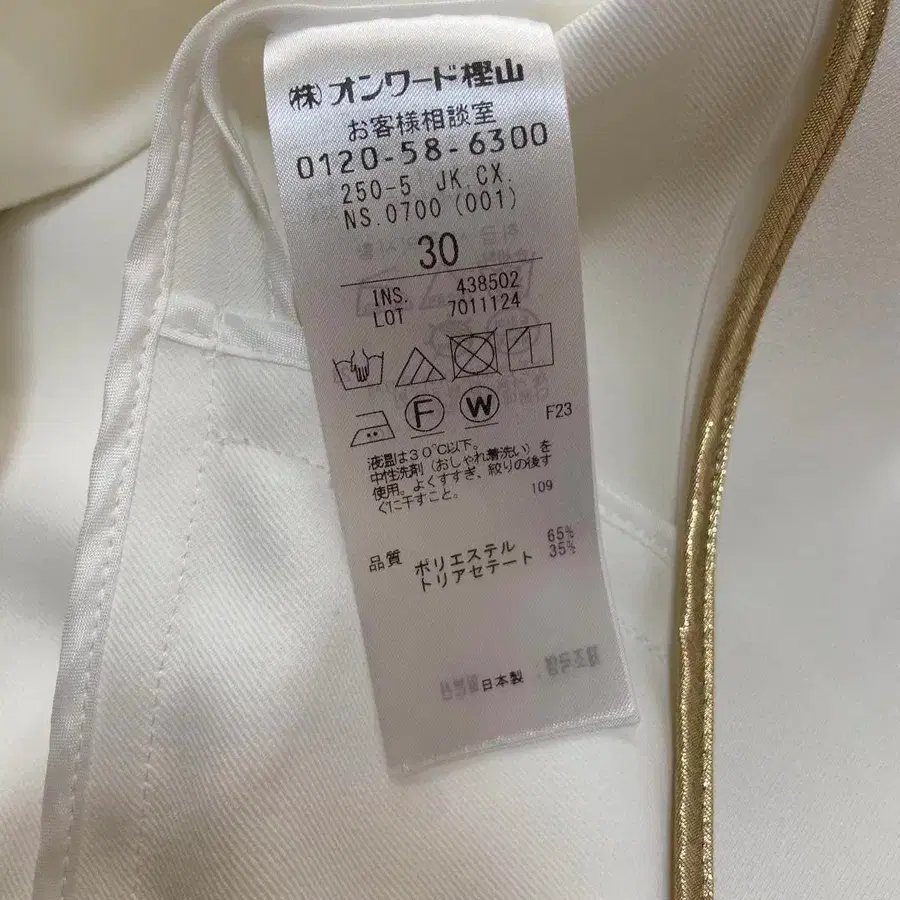 (株)オンワード樫山
お客様相談室
0120-58-6300
250-5 JK.CX.
NS.0700 (001)
30
INS. 438502
LOT 7011124
F W F23
液温は30℃以下。
中性洗剤(おしゃれ着洗い)を
使用。よくすすぎ、絞りの後す
ぐに干すこと。 109
品質 ポリエステル 65%
トリアセテート 35%
日本製